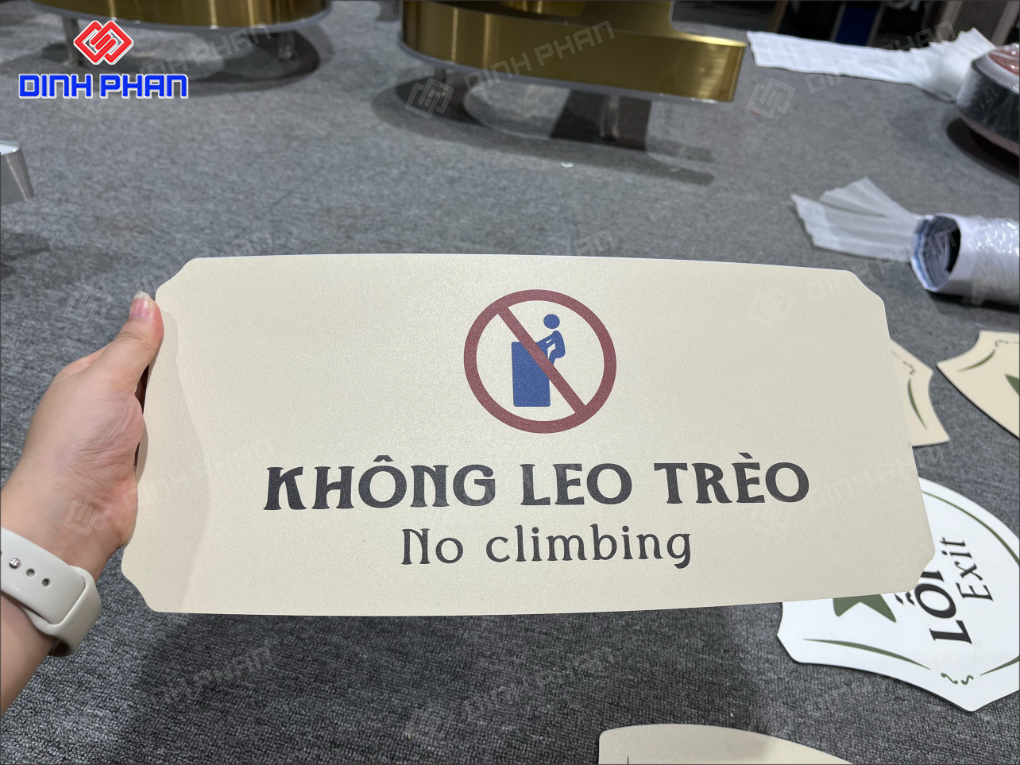 DINH PHAN
KHÔNG LEO TRÈO
No climbing
LỐI
Exit